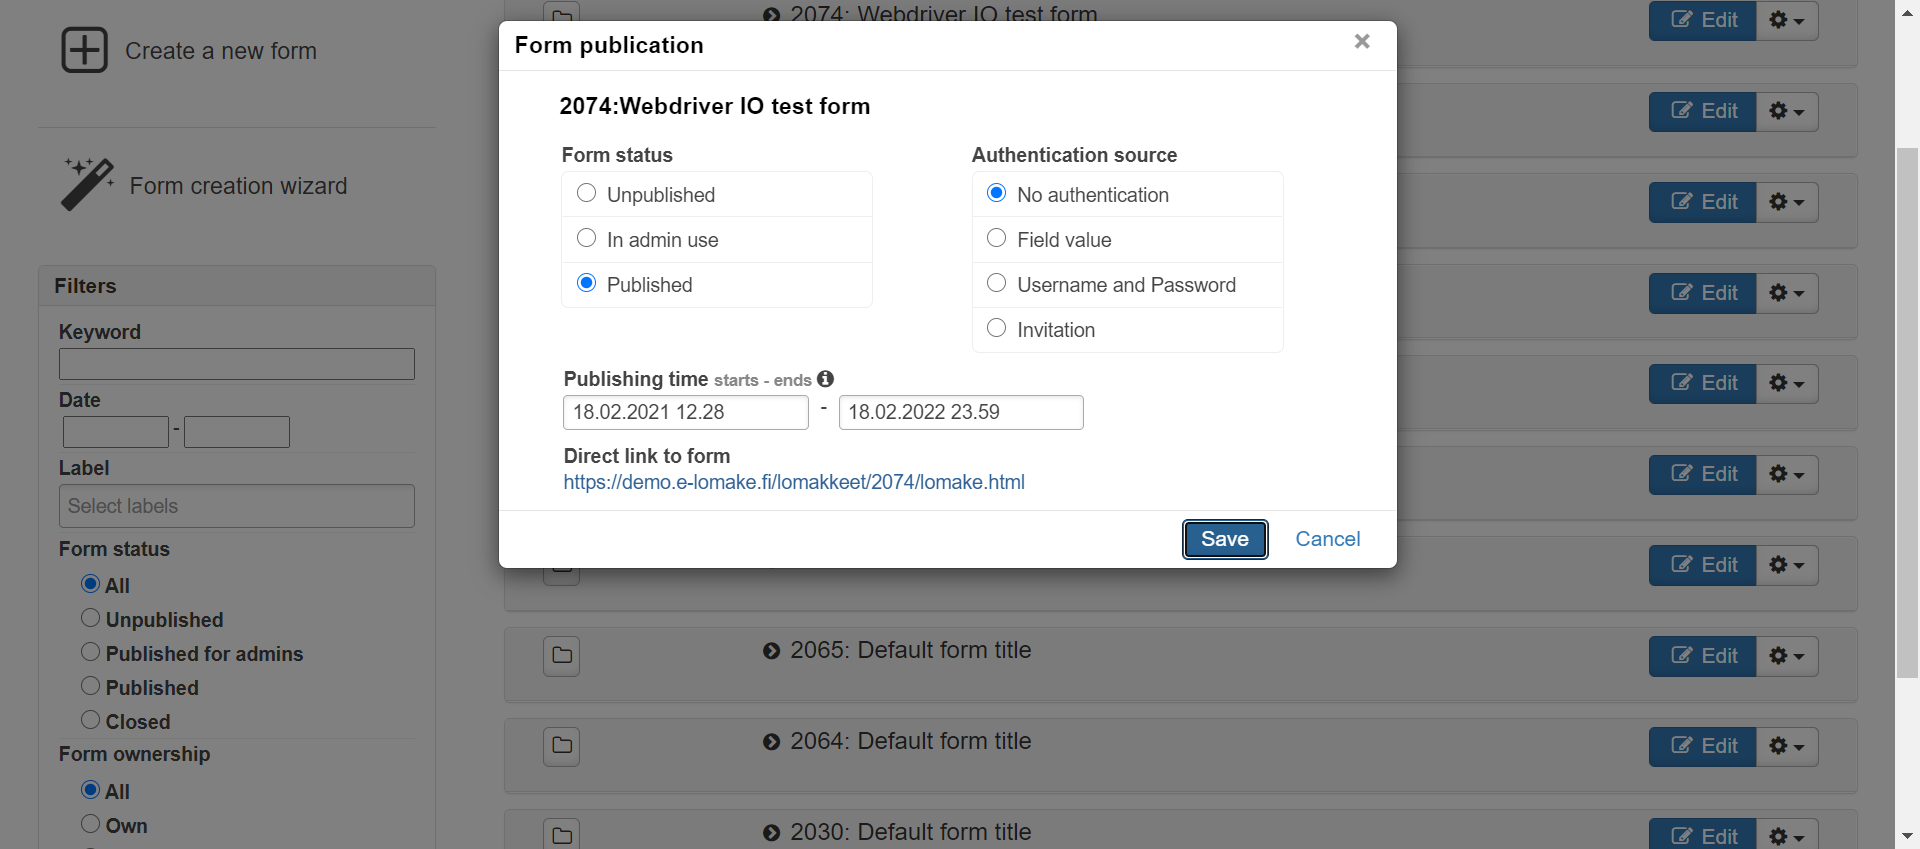 Create a new form
Form creation wizard
Filters
Keyword
Date
-
Label
Select labels
Form status
All
Unpublished
Published for admins
Published
Closed
Form ownership
All
Own
2074: Webdriver IO test form
Form publication
×
2074:Webdriver IO test form
Form status
Unpublished
In admin use
Published
Authentication source
No authentication
Field value
Username and Password
Invitation
Publishing time starts - ends
18.02.2021 12.28 - 18.02.2022 23.59
Direct link to form
https://demo.e-lomake.fi/lomakkeet/2074/lomake.html
Save Cancel
Edit
Edit
Edit
Edit
Edit
Edit
Edit
2065: Default form title Edit
2064: Default form title Edit
2030: Default form title Edit